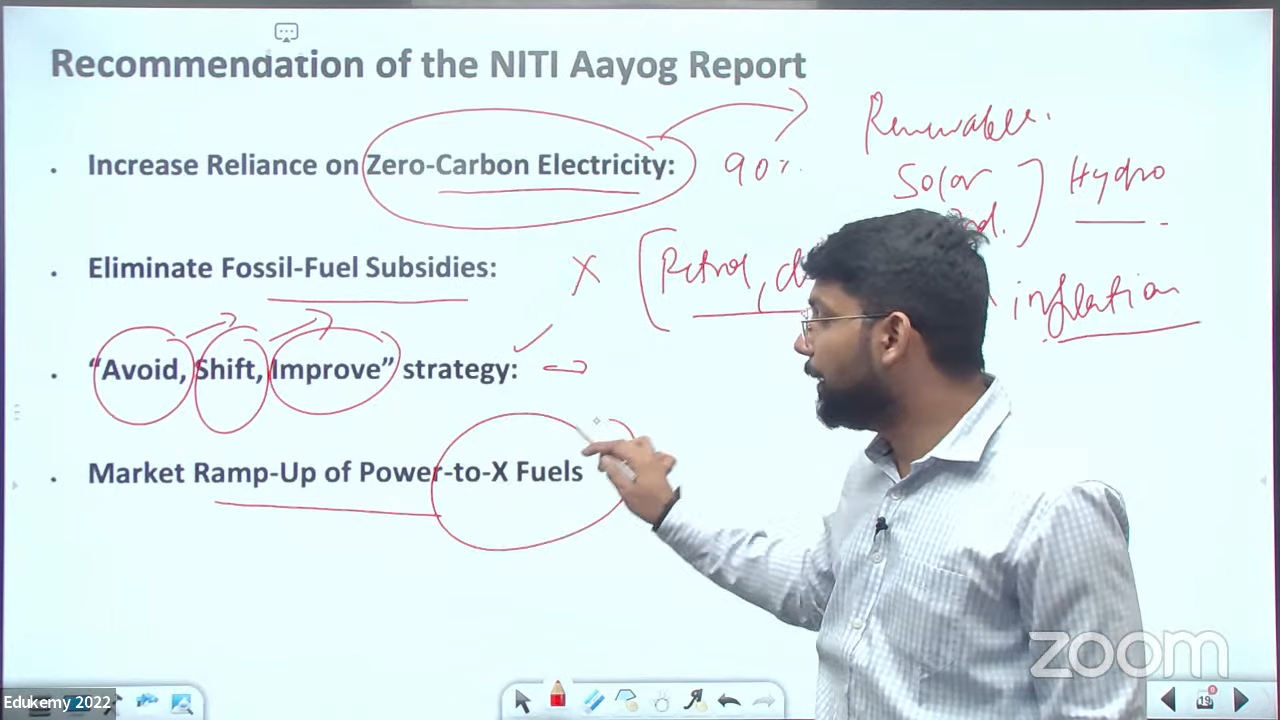 Recommendation of the NITI Aayog Report
. Increase Reliance on Zero-Carbon Electricity:
90%.
Renewable.
Solar
Hydro
. Eliminate Fossil-Fuel Subsidies:
X
Petrol,
inflation
. "Avoid, Shift, Improve" strategy:
. Market Ramp-Up of Power-to-X Fuels
zoom
Edukemy 2022
19